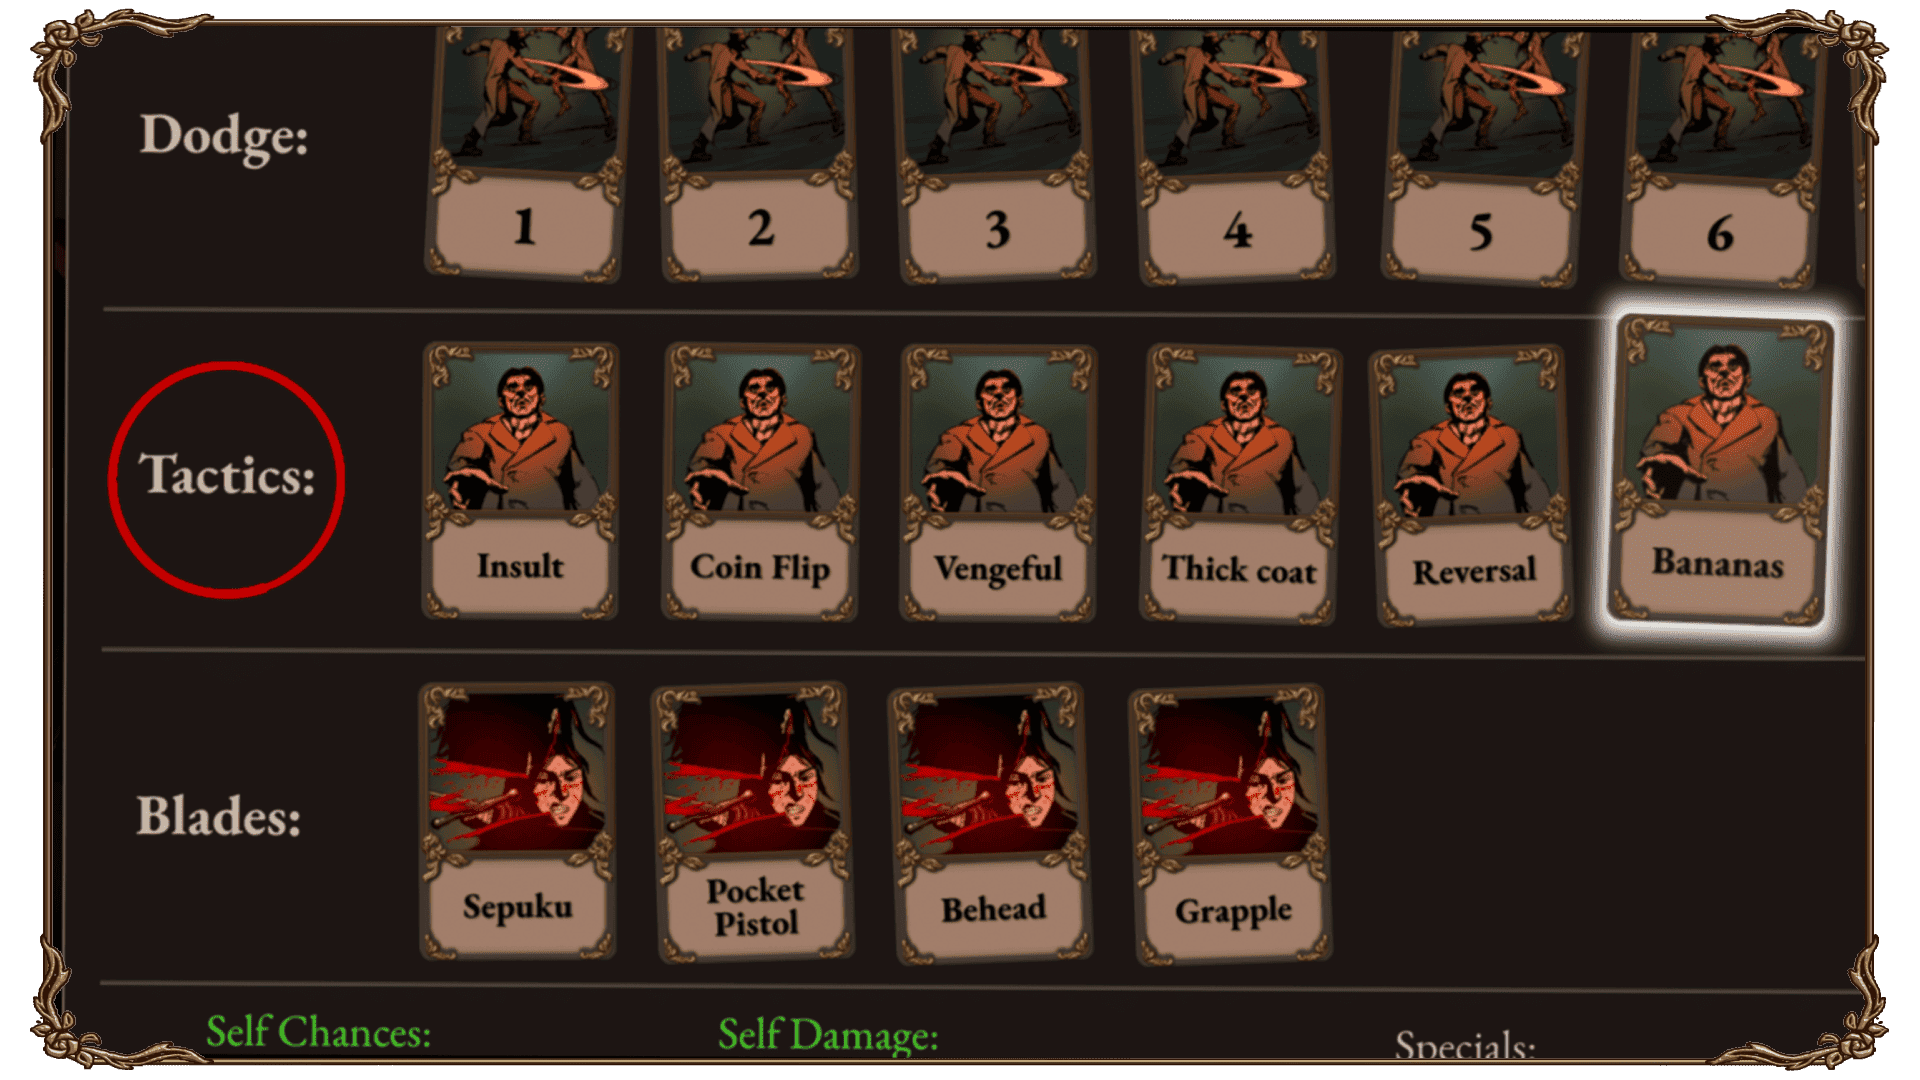 Dodge:
1
2
3
4
5
6
Tactics:
Insult
Coin Flip
Vengeful
Thick coat
Reversal
Bananas
Blades:
Sepuku
Pocket
Pistol
Behead
Grapple
Self Chances:
Self Damage:
Specials: